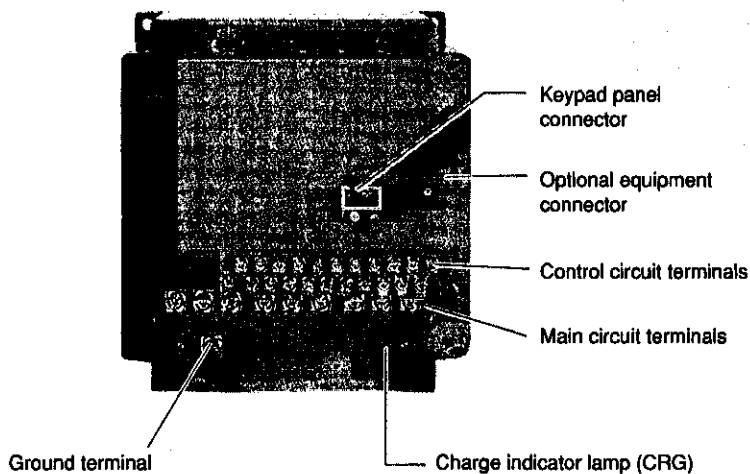 Keypad panel
connector
Optional equipment
connector
Control circuit terminals
Main circuit terminals
Ground terminal
Charge indicator lamp (CRG)